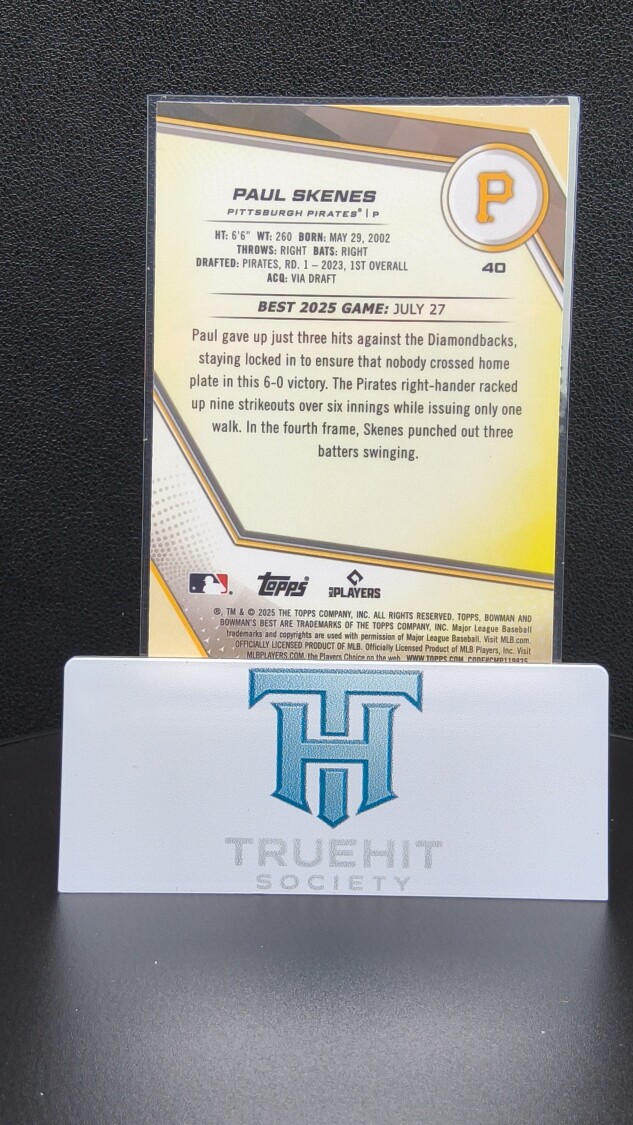 PAUL SKENES
PITTSBURGH PIRATES® | P
P
40
HT: 6'6" WT: 260 BORN: MAY 29, 2002
THROWS: RIGHT BATS: RIGHT
DRAFTED: PIRATES, RD. 1 – 2023, 1ST OVERALL
ACQ: VIA DRAFT
BEST 2025 GAME: JULY 27
Paul gave up just three hits against the Diamondbacks,
staying locked in to ensure that nobody crossed home
plate in this 6-0 victory. The Pirates right-hander racked
up nine strikeouts over six innings while issuing only one
walk. In the fourth frame, Skenes punched out three
batters swinging.
Topps
PLAYERS
®, TM & © 2025 THE TOPPS COMPANY, INC. ALL RIGHTS RESERVED. TOPPS, BOWMAN AND
BOWMAN'S BEST ARE TRADEMARKS OF THE TOPPS COMPANY, INC. Major League Baseball
trademarks and copyrights are used with permission of Major League Baseball. Visit MLB.com.
OFFICIALLY LICENSED PRODUCT OF MLB. Officially Licensed Product of MLB Players, Inc. Visit
MLBPLAYERS.COM, the Players Choice on the web. WWW.TOPPS.COM CODE#CMP119825
TH
TRUEHIT
SOCIETY